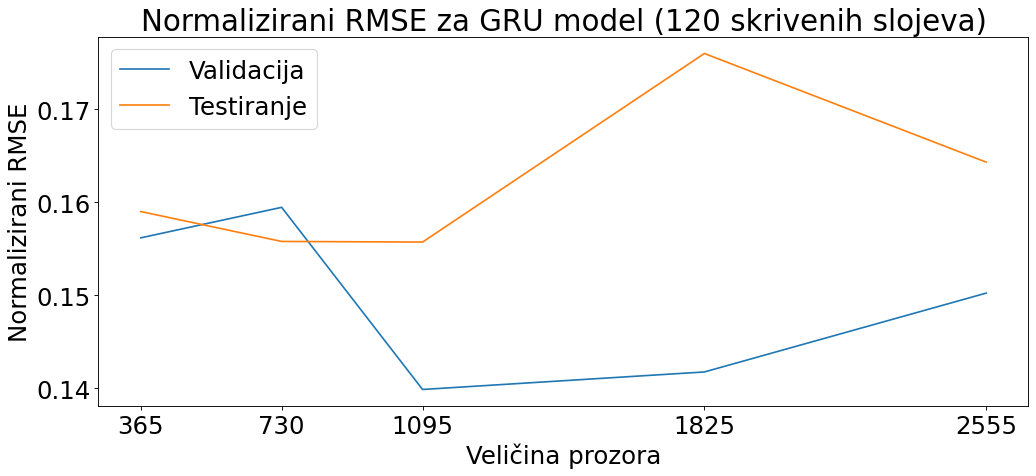 Normalizirani RMSE za GRU model (120 skrivenih slojeva)
Validacija
Testiranje
Normalizirani RMSE
0.17
0.16
0.15
0.14
365 730 1095 1825 2555
Veličina prozora